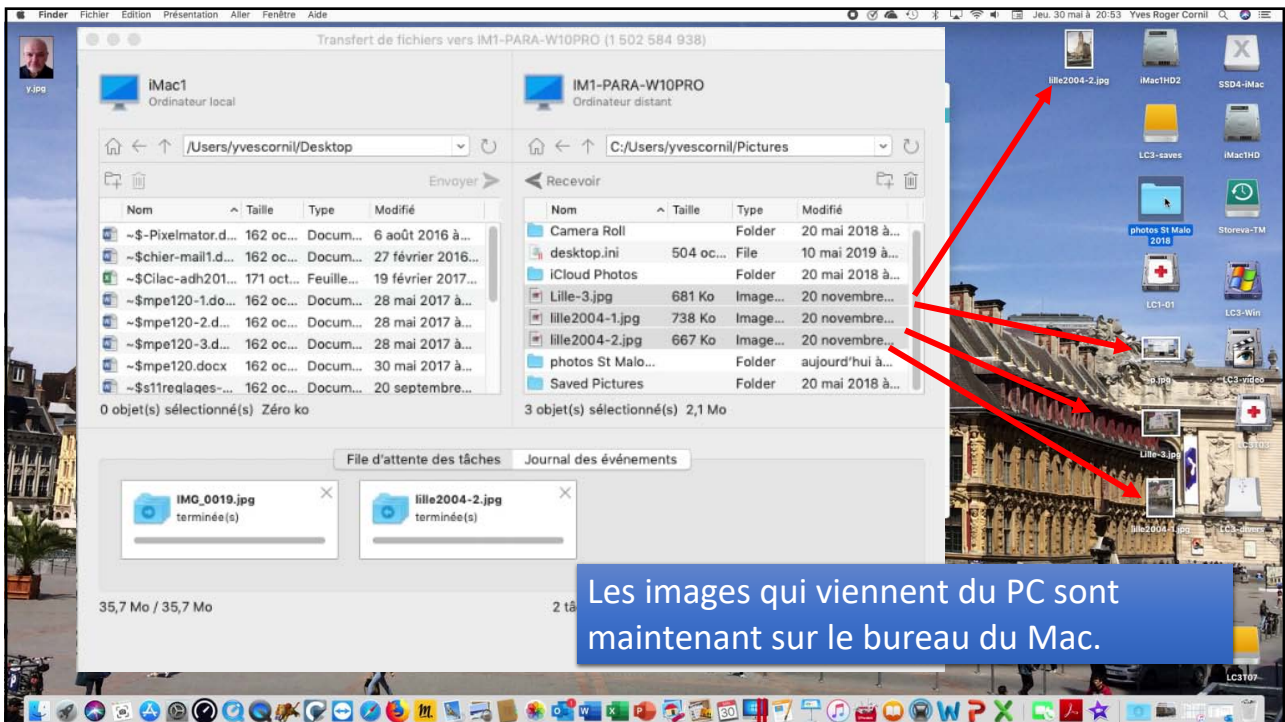 Finder Fichier Edition Présentation Aller Fenêtre Aide
Jeu. 30 mai à 20:53 Yves Roger Cornil
Transfert de fichiers vers IM1-PARA-W10PRO (1 502 584 938)
y.jpg
iMac1
Ordinateur local
IM1-PARA-W10PRO
Ordinateur distant
/Users/yvescornil/Desktop
C:/Users/yvescornil/Pictures
Envoyer
Recevoir
Nom Taille Type Modifié
~$-Pixelmator.d... 162 oc... Docum... 6 août 2016 à...
~$chier-mail1.d... 162 oc... Docum... 27 février 2016...
~$Cilac-adh201... 171 oct... Feuille... 19 février 2017...
~$mpe120-1.do... 162 oc... Docum... 28 mai 2017 à...
~$mpe120-2.d... 162 oc... Docum... 28 mai 2017 à...
~$mpe120-3.d... 162 oc... Docum... 28 mai 2017 à...
~$mpe120.docx 162 oc... Docum... 30 mai 2017 à...
~$s11reglages-... 162 oc... Docum... 20 septembre...
0 objet(s) sélectionné(s) Zéro ko
Nom Taille Type Modifié
Camera Roll Folder 20 mai 2018 à...
desktop.ini 504 oc... File 10 mai 2019 à...
iCloud Photos Folder 20 mai 2018 à...
Lille-3.jpg 681 Ko Image... 20 novembre...
lille2004-1.jpg 738 Ko Image... 20 novembre...
lille2004-2.jpg 667 Ko Image... 20 novembre...
photos St Malo... Folder aujourd'hui à...
Saved Pictures Folder 20 mai 2018 à...
3 objet(s) sélectionné(s) 2,1 Mo
File d'attente des tâches Journal des événements
IMG_0019.jpg
terminée(s)
lille2004-2.jpg
terminée(s)
35,7 Mo / 35,7 Mo
2 tâ
Les images qui viennent du PC sont
maintenant sur le bureau du Mac.
lille2004-2.jpg iMac1HD2 SSD4-iMac
LC3-saves iMac1HD
photos St Malo
2018
Storeva-TM
LC1-01 LC3-Win
p.jpg LC3-video
Lille-3.jpg
lille2004-1.jpg LC3-divers
LC3T07